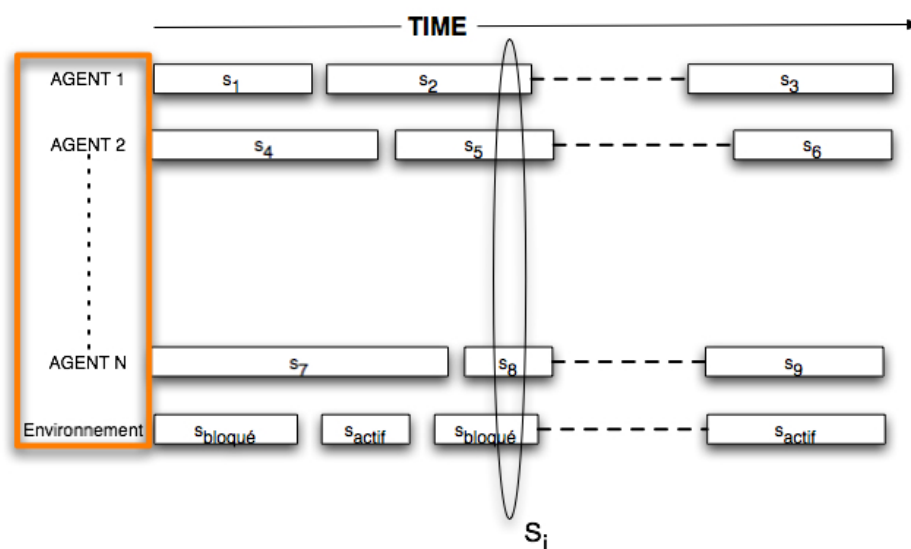 TIME
AGENT 1 s1 s2 s3
AGENT 2 s4 s5 s6
AGENT N s7 s8 s9
Environnement sbloqué sactif sbloqué sactif
Si